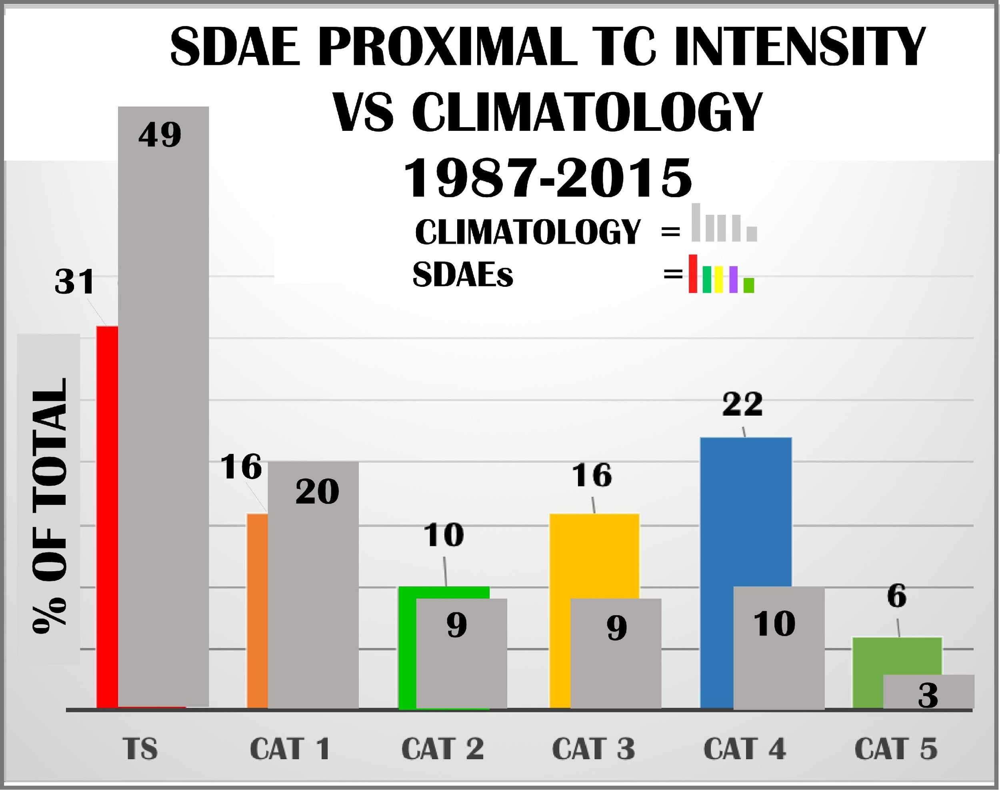 SDAE PROXIMAL TC INTENSITY
VS CLIMATOLOGY
1987-2015
CLIMATOLOGY =
SDAEs =
% OF TOTAL
49
31
16
20
10
9
16
9
22
10
6
3
TS CAT 1 CAT 2 CAT 3 CAT 4 CAT 5